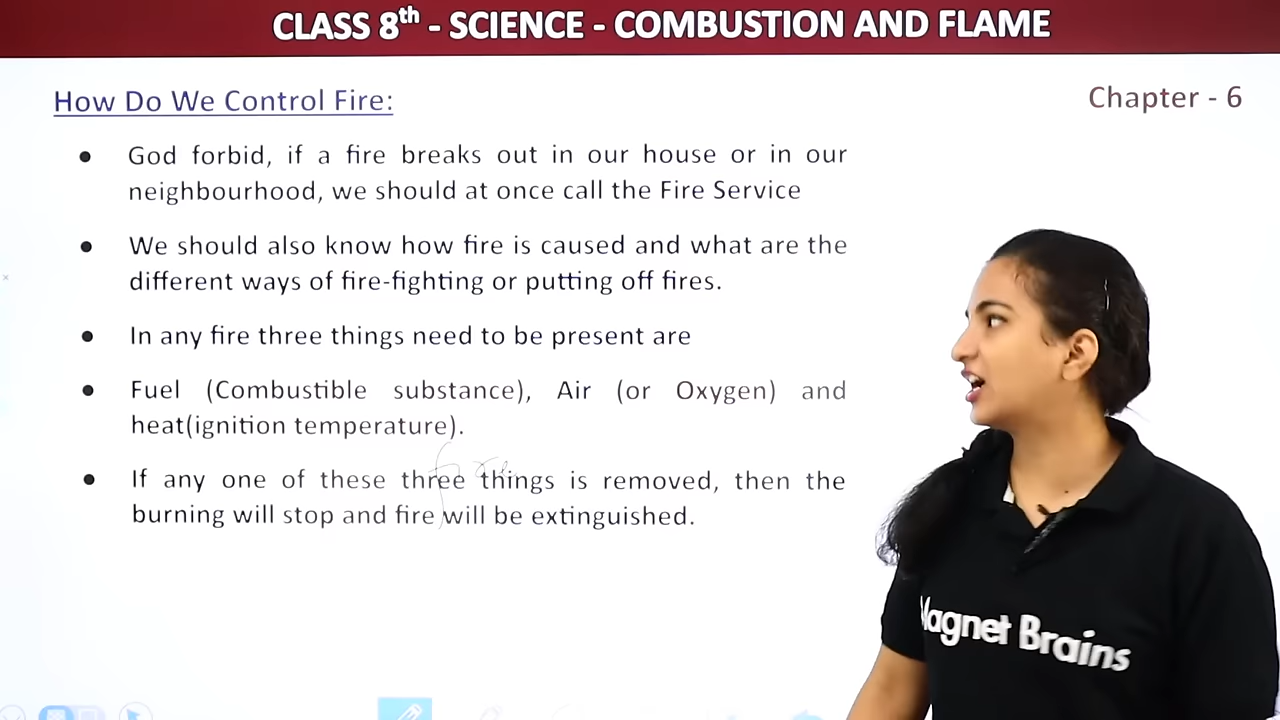 CLASS 8th - SCIENCE - COMBUSTION AND FLAME
How Do We Control Fire:
Chapter - 6
● God forbid, if a fire breaks out in our house or in our
neighbourhood, we should at once call the Fire Service
● We should also know how fire is caused and what are the
different ways of fire-fighting or putting off fires.
● In any fire three things need to be present are
● Fuel (Combustible substance), Air (or Oxygen) and
heat(ignition temperature).
● If any one of these three things is removed, then the
burning will stop and fire will be extinguished.
Magnet Brains